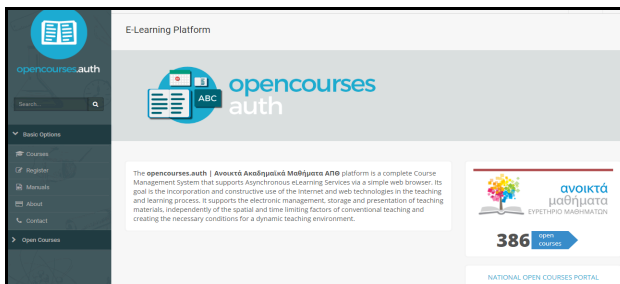 opencourses.auth
Search...
Basic Options
Courses
Register
Manuals
About
Contact
Open Courses
E-Learning Platform
ABC
opencourses
auth
The opencourses.auth | Ανοικτά Ακαδημαϊκά Μαθήματα ΑΠΘ platform is a complete Course
Management System that supports Asynchronous eLearning Services via a simple web browser. Its
goal is the incorporation and constructive use of the Internet and web technologies in the teaching
and learning process. It supports the electronic management, storage and presentation of teaching
materials, independently of the spatial and time limiting factors of conventional teaching and
creating the necessary conditions for a dynamic teaching environment.
ανοικτά
μαθήματα
ΕΥΡΕΤΗΡΙΟ ΜΑΘΗΜΑΤΩΝ
386 open
courses
NATIONAL OPEN COURSES PORTAL